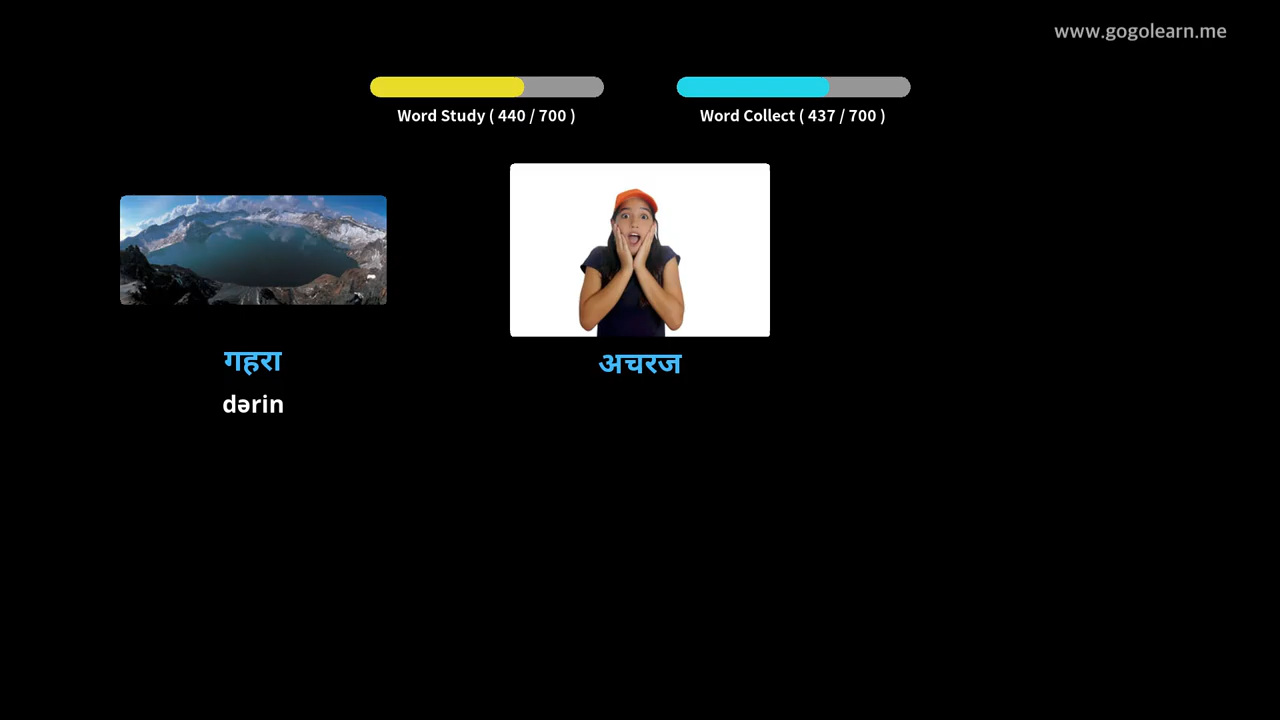 www.gogolearn.me
Word Study ( 440 / 700 )
Word Collect ( 437 / 700 )
गहरा
dərin
अचरज